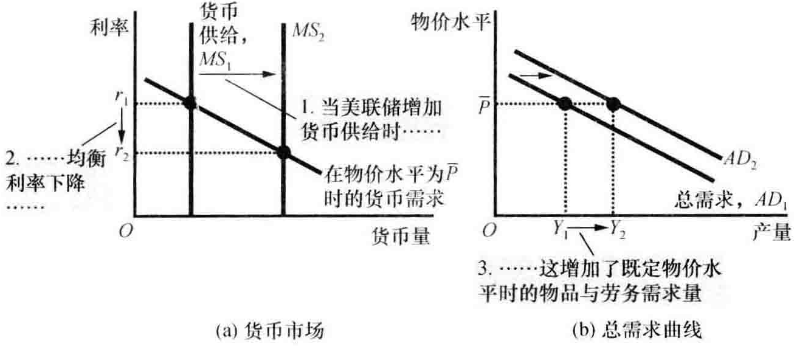 利率
货币
供给，
MS₁
MS₂
r₁
r₂
1. 当美联储增加
货币供给时……
2. ……均衡
利率下降
……
在物价水平为P̅
时的货币需求
O
货币量
(a) 货币市场
物价水平
P̅
AD₂
总需求，AD₁
O
Y₁
Y₂
产量
3. ……这增加了既定物价水
平时的物品与劳务需求量
(b) 总需求曲线